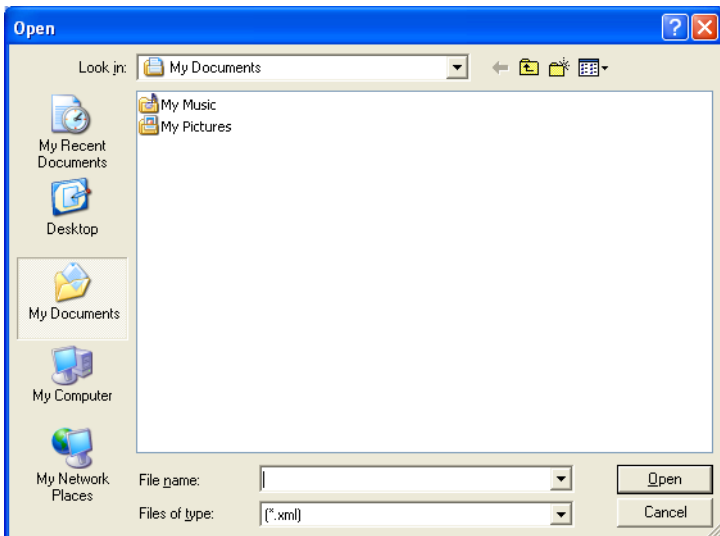 Open
Look in:
My Documents
My Recent
Documents
Desktop
My Documents
My Computer
My Network
Places
My Music
My Pictures
File name:
Open
Files of type:
(*.xml)
Cancel